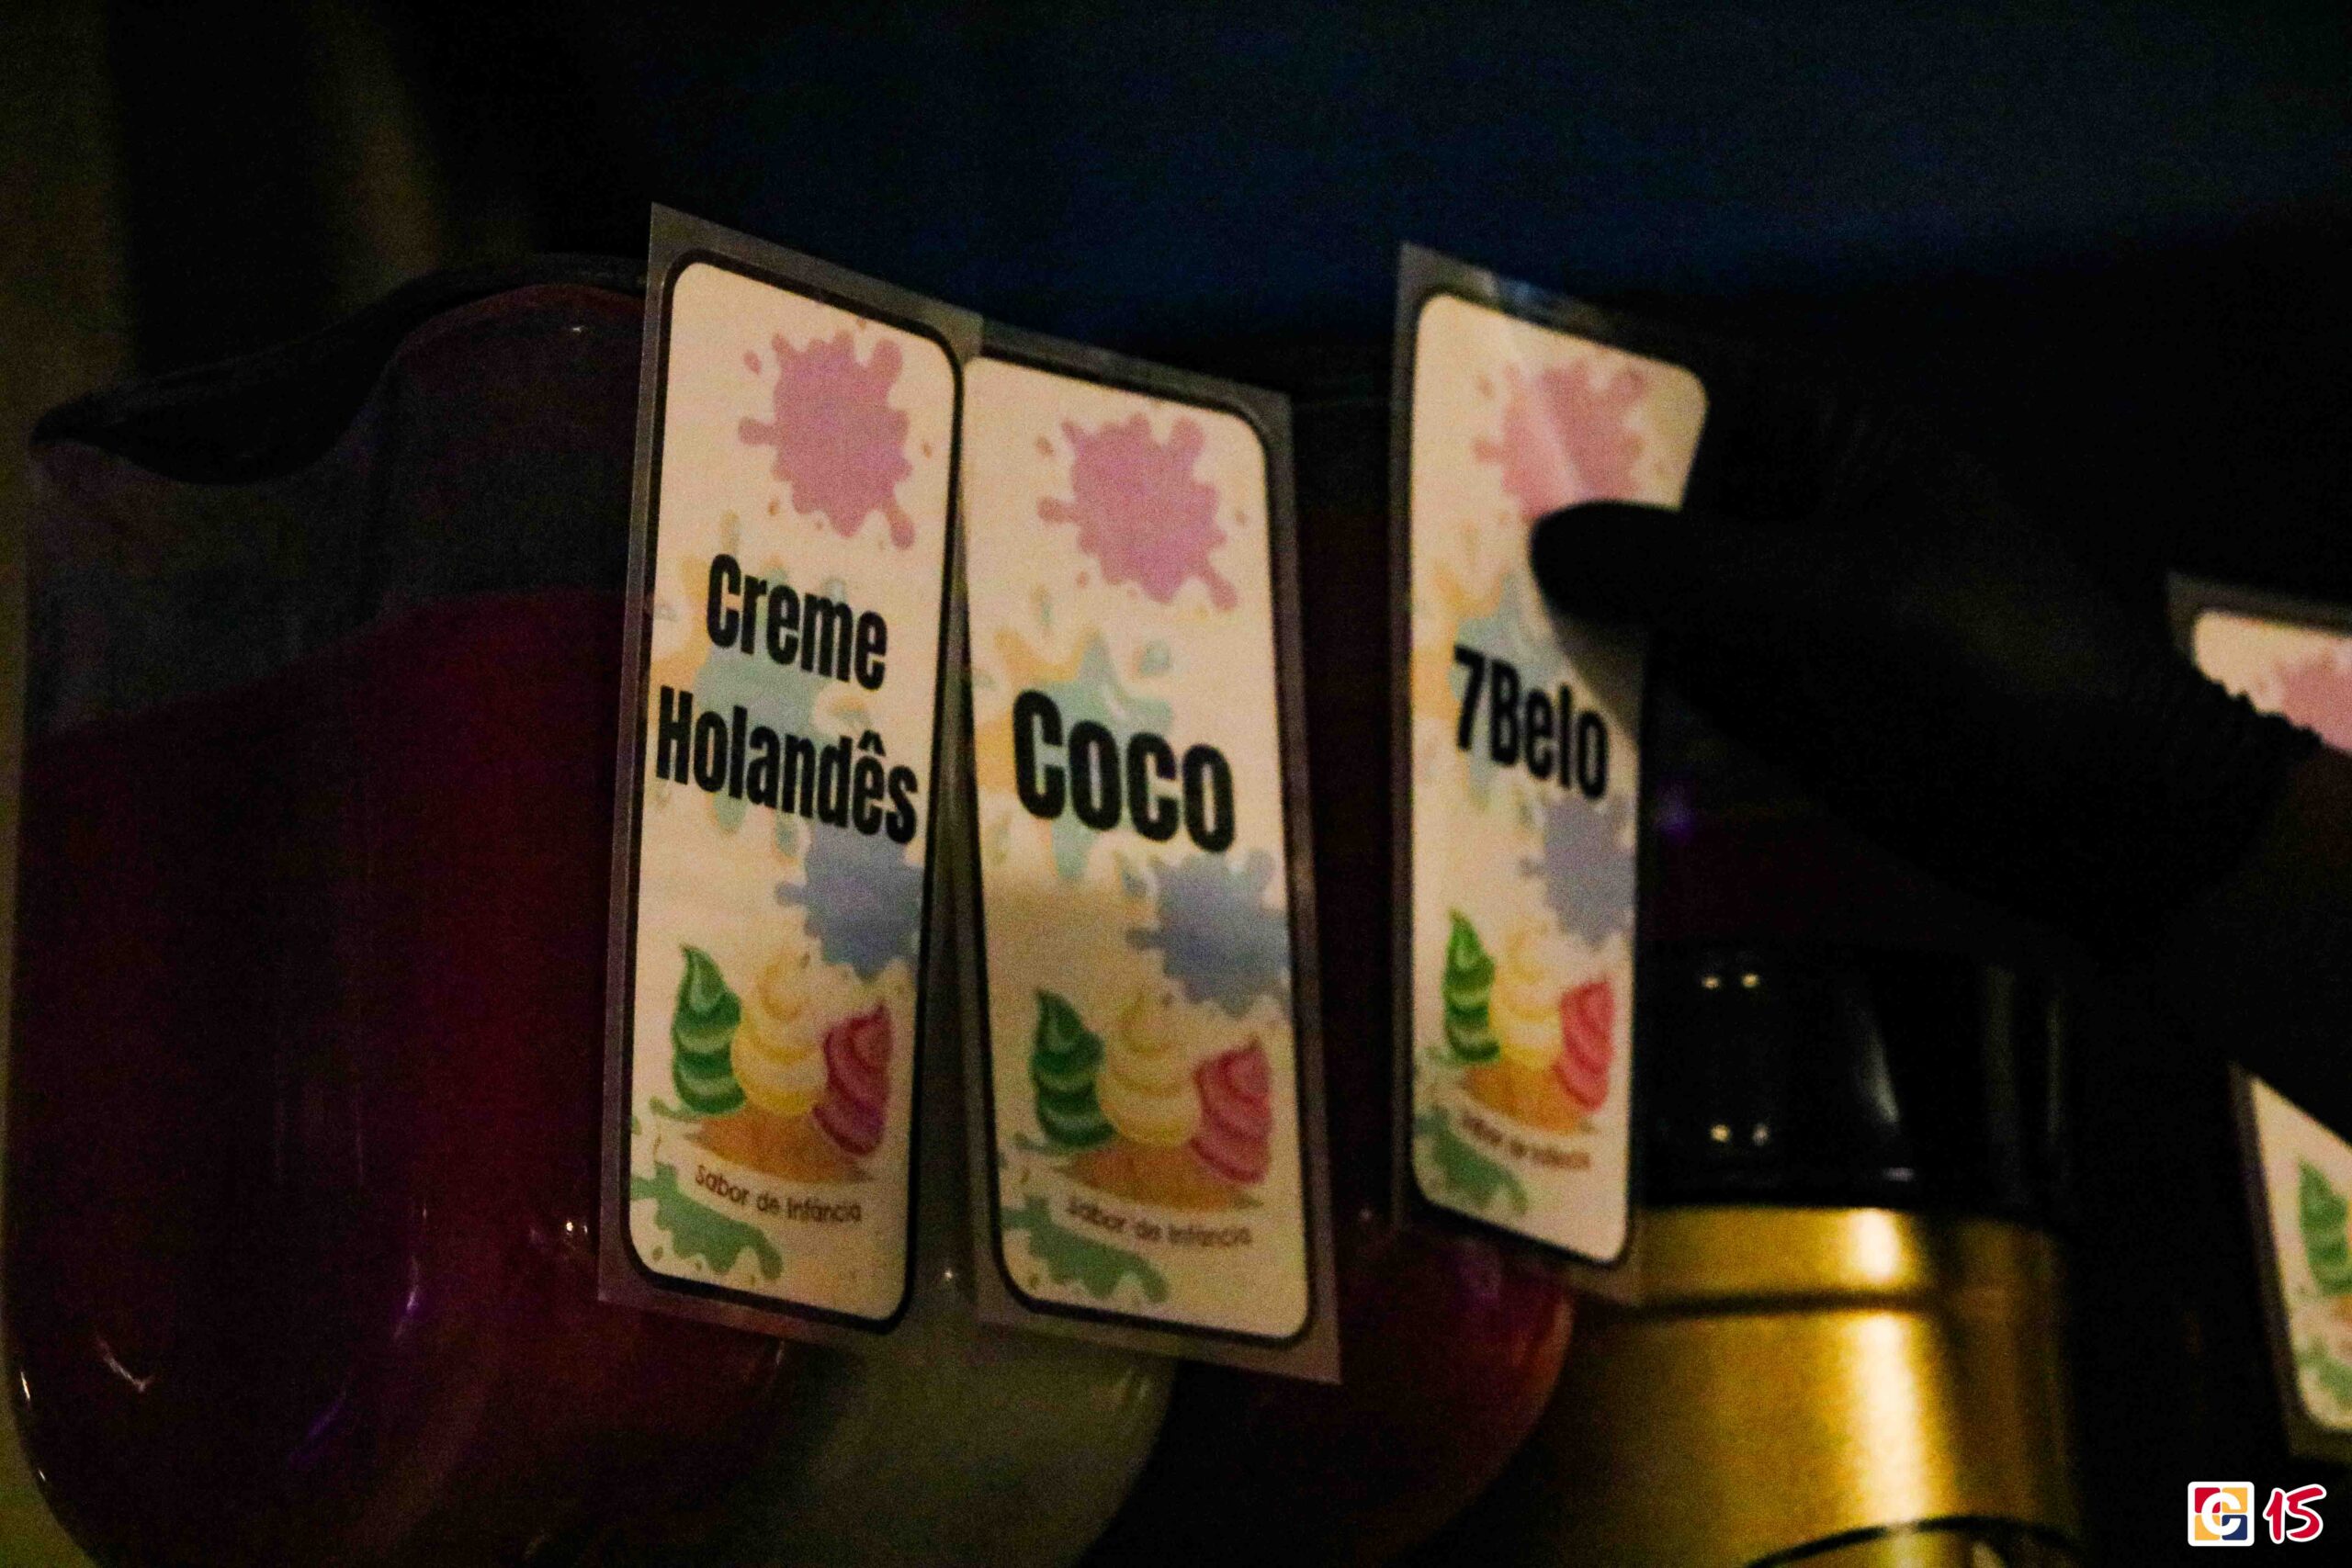 Creme
Holandês
Sabor de Infância
Coco
Sabor de Infância
7Belo
Sabor de Infância
C 15